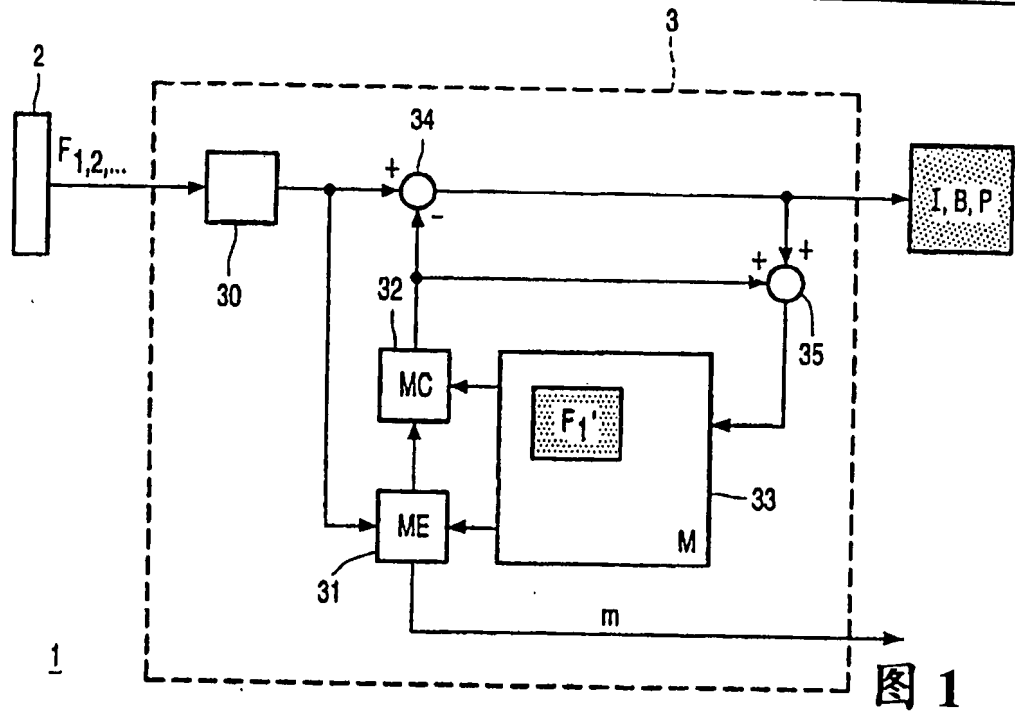 3
2
34
F1,2,...
+
-
I, B, P
30
32
+
+
35
MC
F1'
33
ME
M
31
m
1
图 1